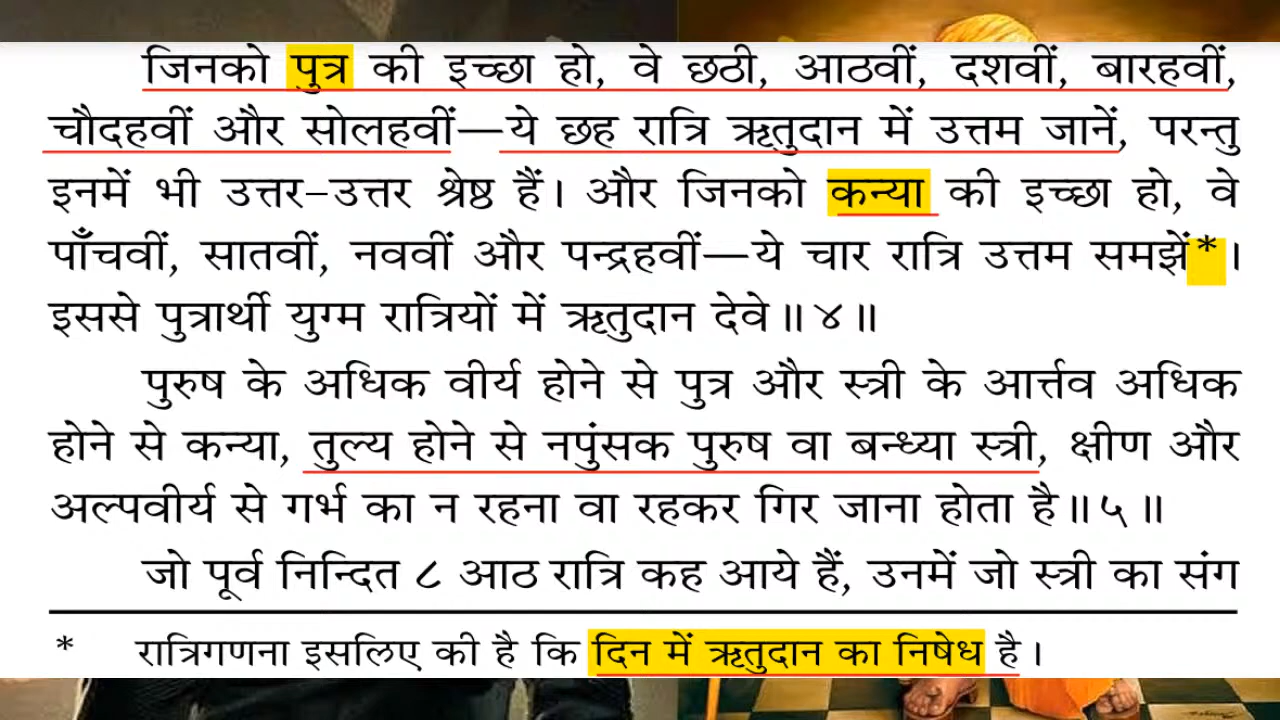 जिनको पुत्र की इच्छा हो, वे छठी, आठवीं, दशवीं, बारहवीं,
चौदहवीं और सोलहवीं—ये छह रात्रि ऋतुदान में उत्तम जानें, परन्तु
इनमें भी उत्तर-उत्तर श्रेष्ठ हैं। और जिनको कन्या की इच्छा हो, वे
पाँचवीं, सातवीं, नववीं और पन्द्रहवीं—ये चार रात्रि उत्तम समझें*।
इससे पुत्रार्थी युग्म रात्रियों में ऋतुदान देवे॥४॥
पुरुष के अधिक वीर्य होने से पुत्र और स्त्री के आर्त्तव अधिक
होने से कन्या, तुल्य होने से नपुंसक पुरुष वा बन्ध्या स्त्री, क्षीण और
अल्पवीर्य से गर्भ का न रहना वा रहकर गिर जाना होता है॥५॥
जो पूर्व निन्दित ८ आठ रात्रि कह आये हैं, उनमें जो स्त्री का संग
* रात्रिगणना इसलिए की है कि दिन में ऋतुदान का निषेध है।